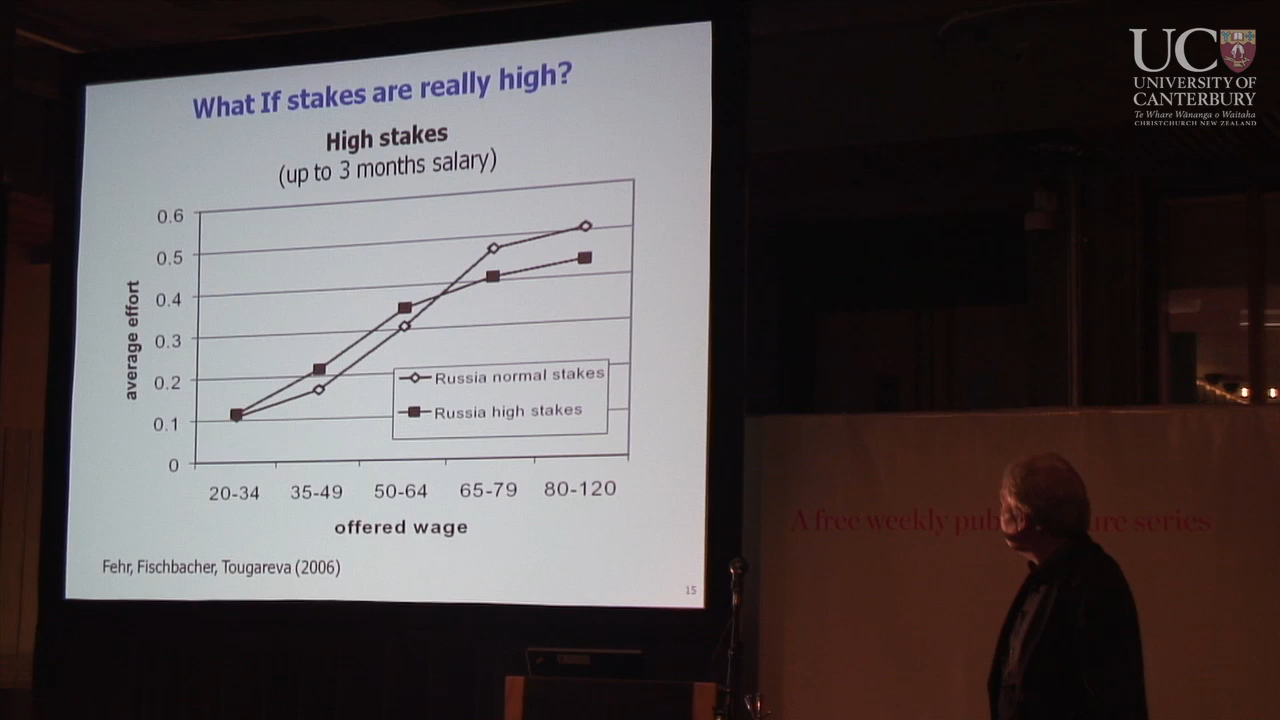 What If stakes are really high?
High stakes
(up to 3 months salary)
0.6
0.5
0.4
0.3
0.2
0.1
0
average effort
Russia normal stakes
Russia high stakes
20-34 35-49 50-64 65-79 80-120
offered wage
Fehr, Fischbacher, Tougareva (2006)
15
UC
UNIVERSITY OF
CANTERBURY
Te Whare Wānanga o Waitaha
CHRISTCHURCH NEW ZEALAND
A free weekly series